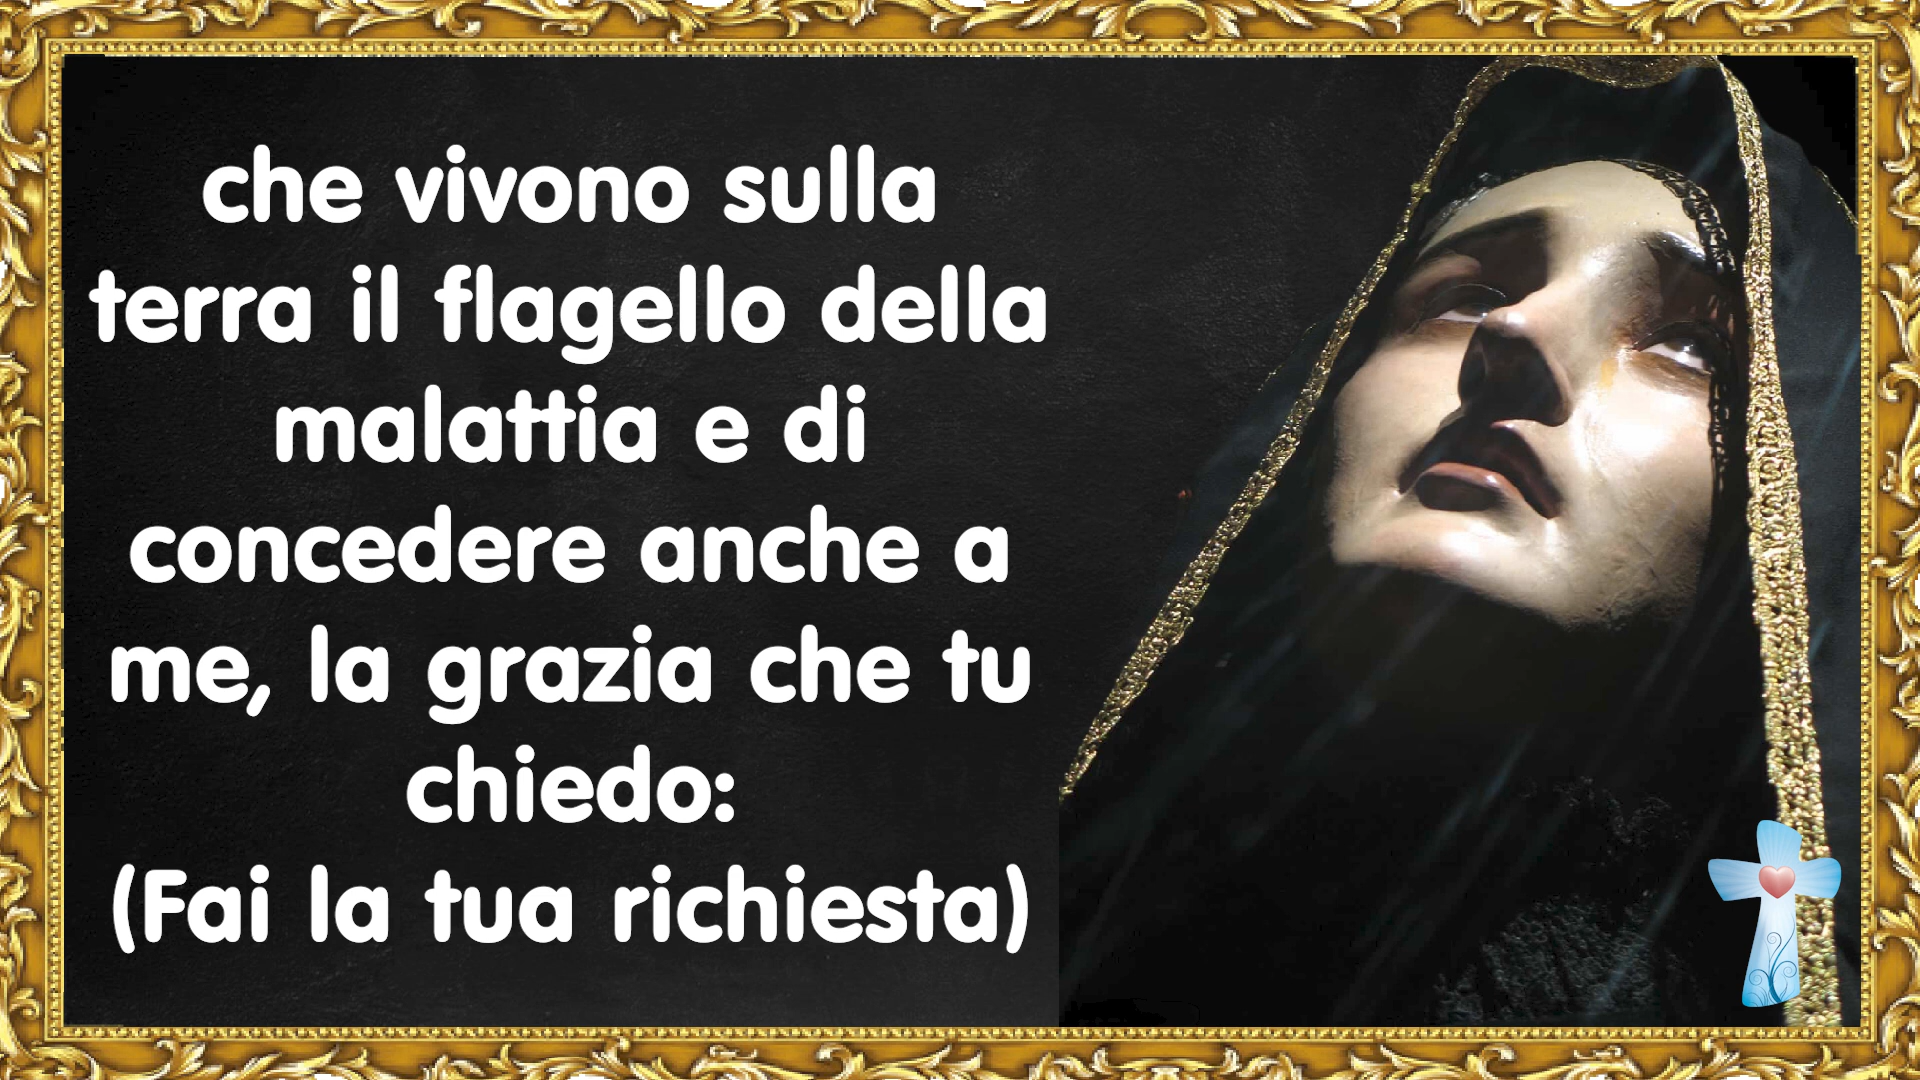 che vivono sulla
terra il flagello della
malattia e di
concedere anche a
me, la grazia che tu
chiedo:
(Fai la tua richiesta)